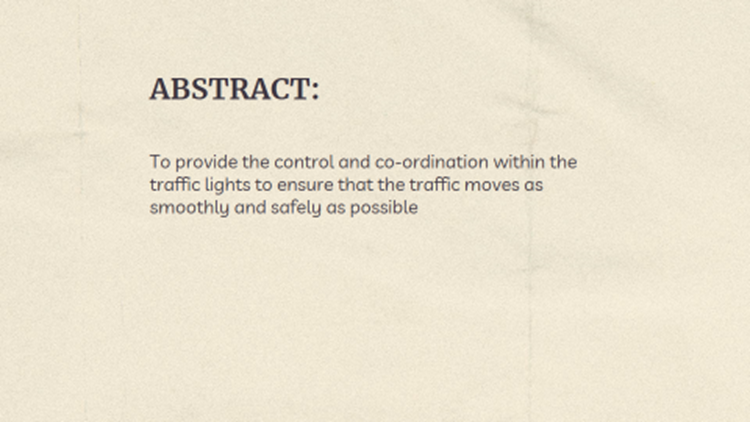 ABSTRACT:
To provide the control and co-ordination within the
traffic lights to ensure that the traffic moves as
smoothly and safely as possible